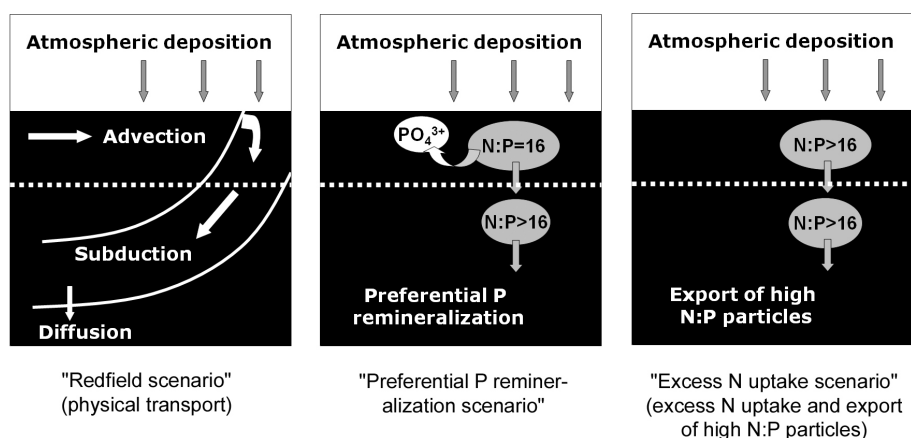 Atmospheric deposition
Advection
Subduction
Diffusion
"Redfield scenario"
(physical transport)
Atmospheric deposition
PO₄³⁺
N:P=16
N:P>16
Preferential P
remineralization
"Preferential P reminer-
alization scenario"
Atmospheric deposition
N:P>16
N:P>16
Export of high
N:P particles
"Excess N uptake scenario"
(excess N uptake and export
of high N:P particles)